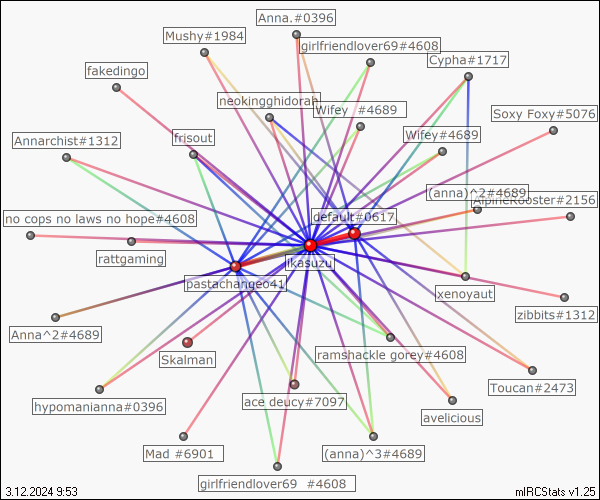 Anna.#0396
Mushy#1984
girlfriendlover69#4608
Cypha#1717
fakedingo
neokingghidorah
Wifey #4689
Soxy Foxy#5076
Annarchist#1312
frisout
Wifey#4689
(anna)^2#4689
AlpineRooster#2156
no cops no laws no hope#4608
default#0617
rattgaming
ikasuzu
pastachange041
xenoyaut
zibbits#1312
Anna^2#4689
Skalman
ramshackle gorey#4608
Toucan#2473
hypomanianna#0396
ace deucy#7097
avelicious
Mad #6901
(anna)^3#4689
girlfriendlover69 #4608
3.12.2024 9:53
mIRCStats v1.25